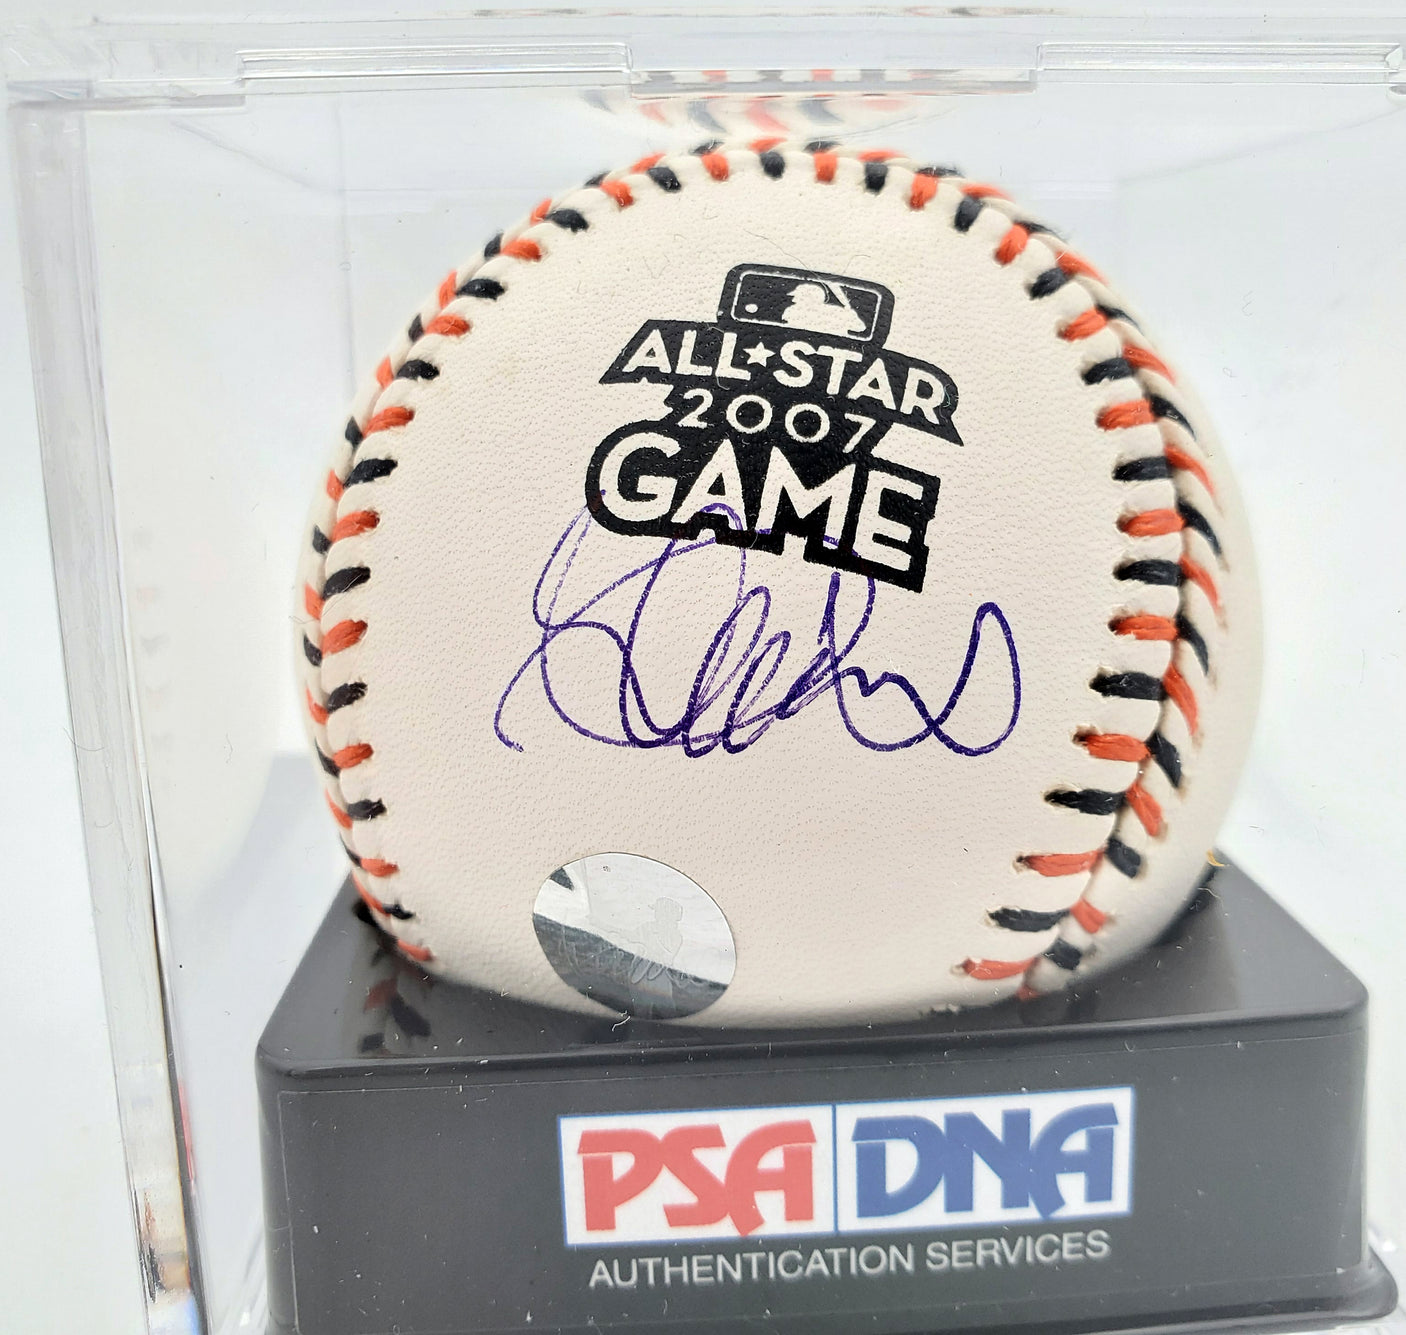 ALL★STAR
2007
GAME
PSA DNA
AUTHENTICATION SERVICES